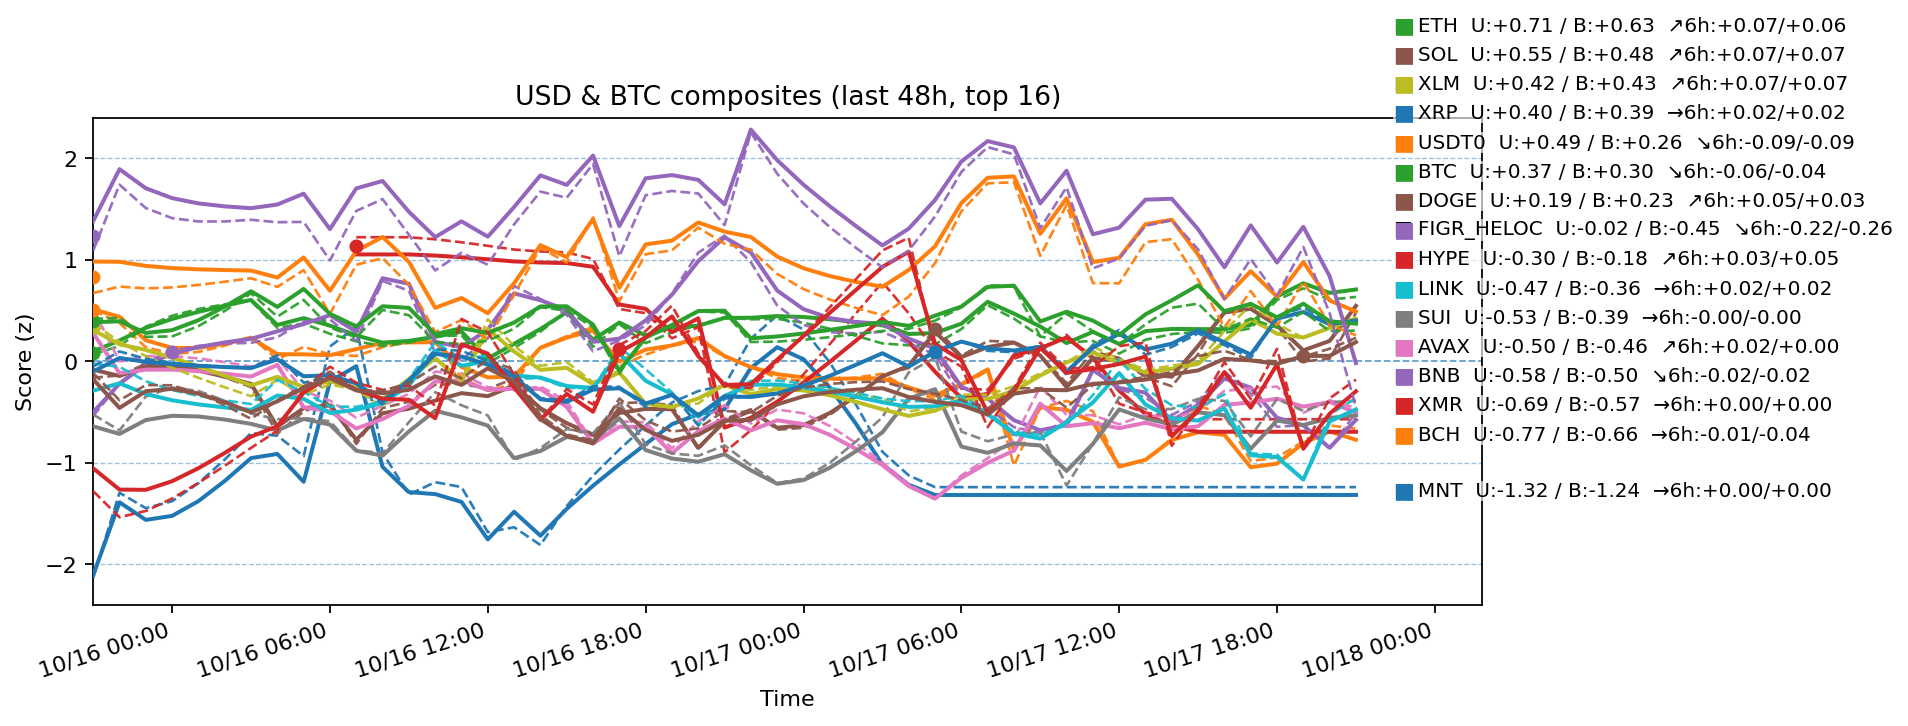 ETH U:+0.71 / B:+0.63 ↗6h:+0.07/+0.06
SOL U:+0.55 / B:+0.48 ↗6h:+0.07/+0.07
XLM U:+0.42 / B:+0.43 ↗6h:+0.07/+0.07
XRP U:+0.40 / B:+0.39 →6h:+0.02/+0.02
USDT0 U:+0.49 / B:+0.26 ↘6h:-0.09/-0.09
BTC U:+0.37 / B:+0.30 ↘6h:-0.06/-0.04
DOGE U:+0.19 / B:+0.23 ↗6h:+0.05/+0.03
FIGR_HELOC U:-0.02 / B:-0.45 ↘6h:-0.22/-0.26
HYPE U:-0.30 / B:-0.18 ↗6h:+0.03/+0.05
LINK U:-0.47 / B:-0.36 →6h:+0.02/+0.02
SUI U:-0.53 / B:-0.39 →6h:-0.00/-0.00
AVAX U:-0.50 / B:-0.46 ↗6h:+0.02/+0.00
BNB U:-0.58 / B:-0.50 ↘6h:-0.02/-0.02
XMR U:-0.69 / B:-0.57 →6h:+0.00/+0.00
BCH U:-0.77 / B:-0.66 →6h:-0.01/-0.04
MNT U:-1.32 / B:-1.24 →6h:+0.00/+0.00
USD & BTC composites (last 48h, top 16)
Score (z)
2
1
0
−1
−2
10/16 00:00
10/16 06:00
10/16 12:00
10/16 18:00
10/17 00:00
10/17 06:00
10/17 12:00
10/17 18:00
10/18 00:00
Time